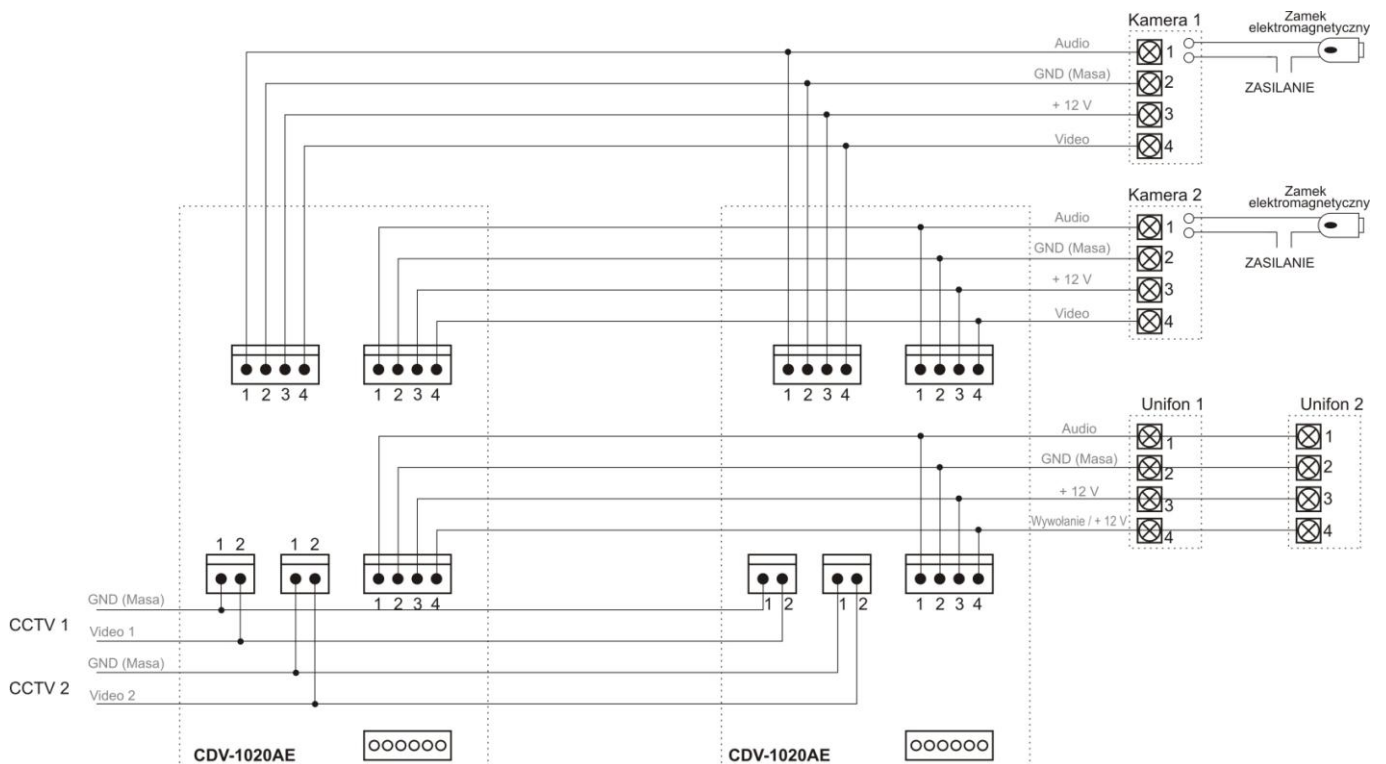 Kamera 1
Zamek
elektromagnetyczny
Audio
1
GND (Masa)
2
ZASILANIE
+ 12 V
3
Video
4
Kamera 2
Zamek
elektromagnetyczny
Audio
1
GND (Masa)
2
ZASILANIE
+ 12 V
3
Video
4
1 2 3 4
1 2 3 4
1 2 3 4
1 2 3 4
Unifon 1
Unifon 2
Audio
1
1
GND (Masa)
2
2
+ 12 V
3
3
Wywołanie / + 12 V
4
4
1 2
1 2
1 2 3 4
1 2
1 2
1 2 3 4
CCTV 1
GND (Masa)
Video 1
CCTV 2
GND (Masa)
Video 2
CDV-1020AE
CDV-1020AE